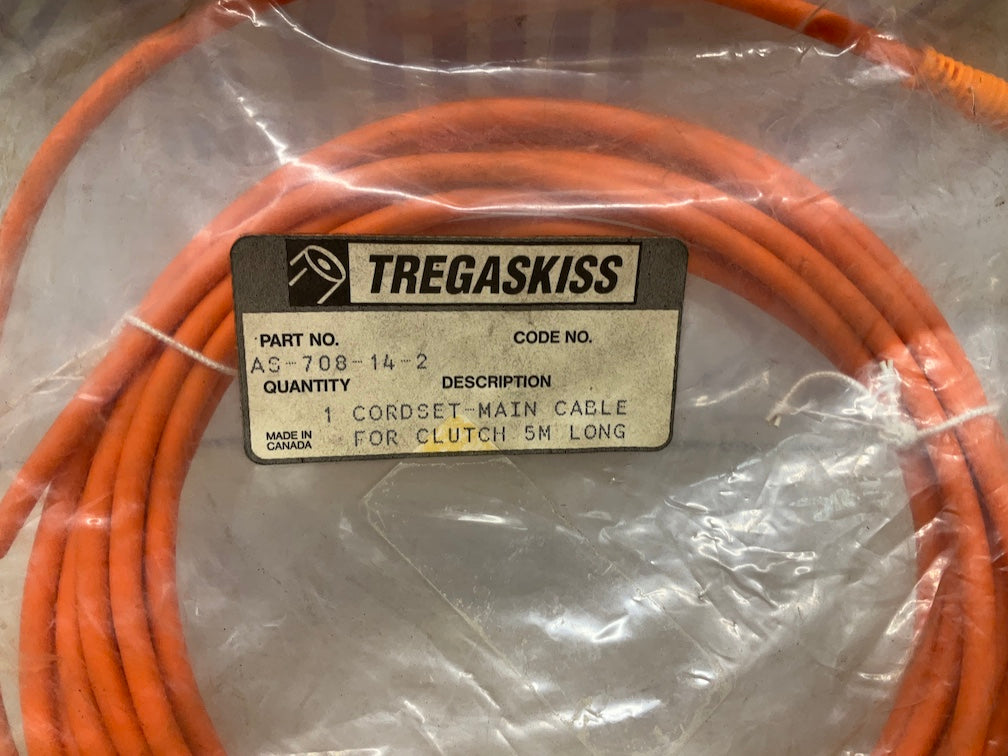 TREGASKISS
PART NO. CODE NO.
AS-708-14-2
QUANTITY DESCRIPTION
1 CORDSET-MAIN CABLE
MADE IN CANADA FOR CLUTCH 5M LONG